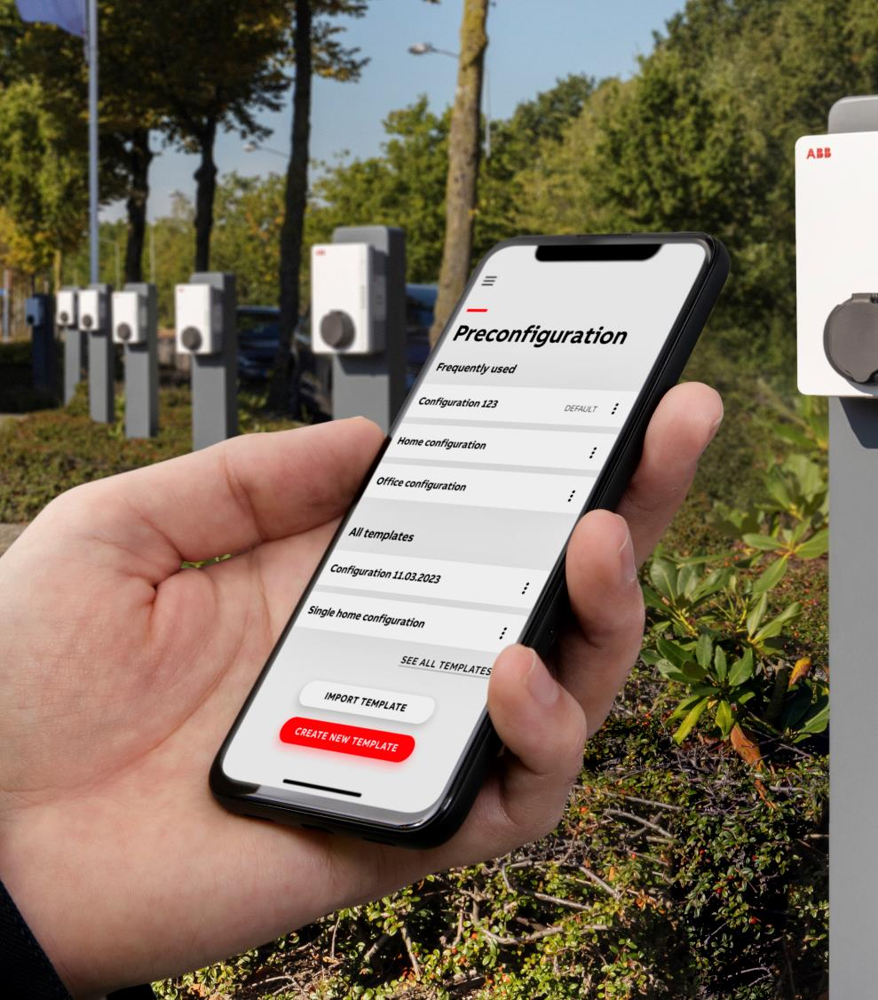 ABB
Preconfiguration
Frequently used
Configuration 123
DEFAULT
Home configuration
Office configuration
All templates
Configuration 11.03.2023
Single home configuration
SEE ALL TEMPLATES
IMPORT TEMPLATE
CREATE NEW TEMPLATE